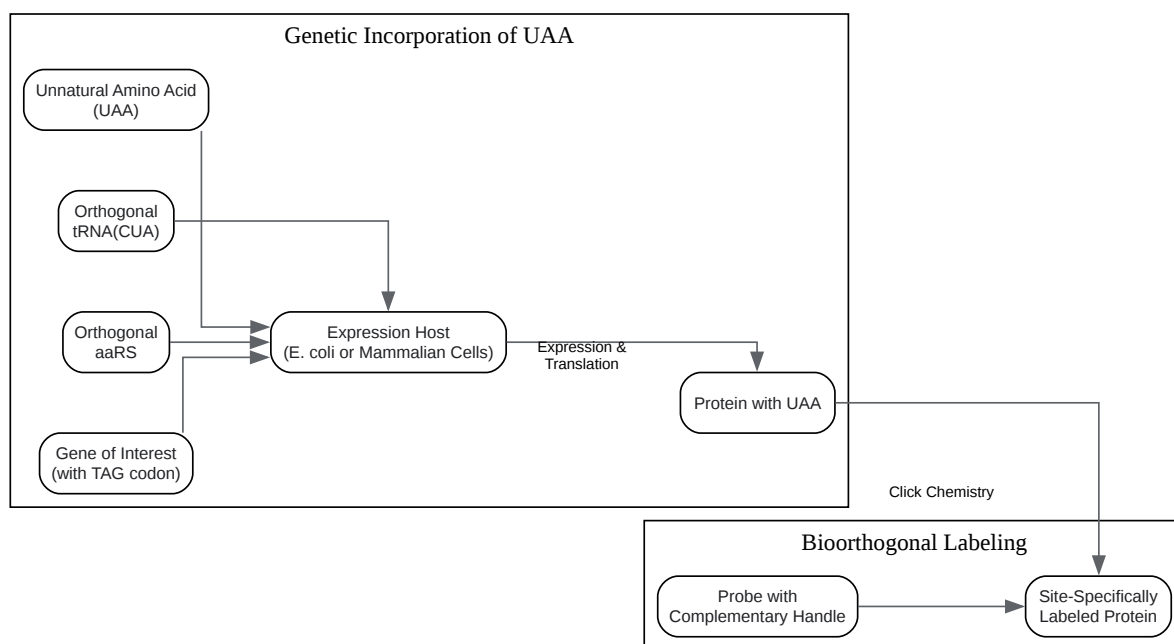 Genetic Incorporation of UAA
Unnatural Amino Acid
(UAA)
Orthogonal
tRNA(CUA)
Orthogonal
aaRS
Expression Host
(E. coli or Mammalian Cells)
Expression &
Translation
Protein with UAA
Gene of Interest
(with TAG codon)
Click Chemistry
Bioorthogonal Labeling
Probe with
Complementary Handle
Site-Specifically
Labeled Protein